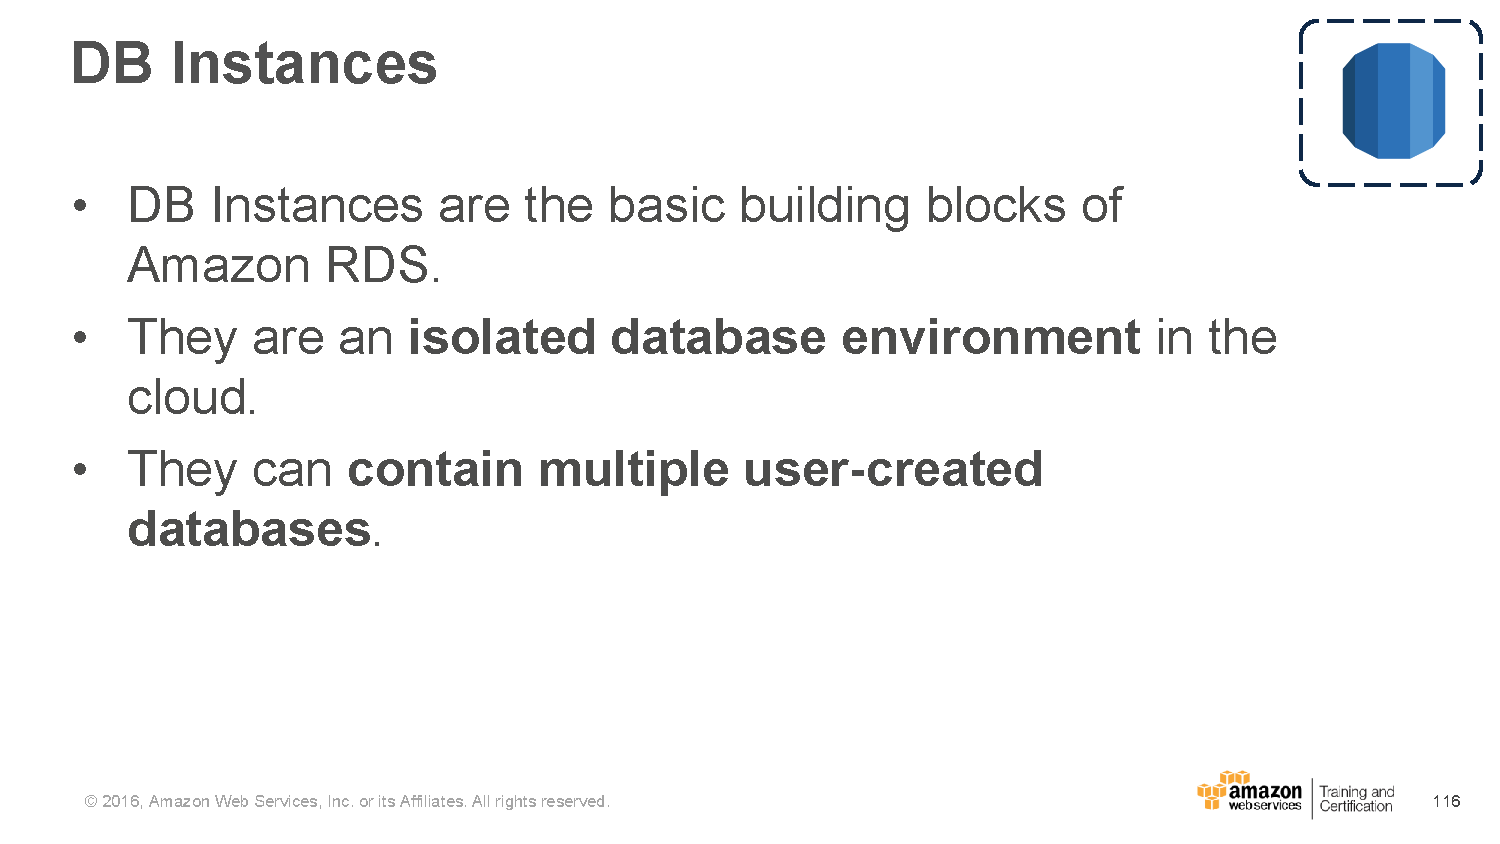 DB Instances
• DB Instances are the basic building blocks of
Amazon RDS.
• They are an isolated database environment in the
cloud.
• They can contain multiple user-created
databases.
© 2016, Amazon Web Services, Inc. or its Affiliates. All rights reserved.
amazon
web services
Training and
Certification
116